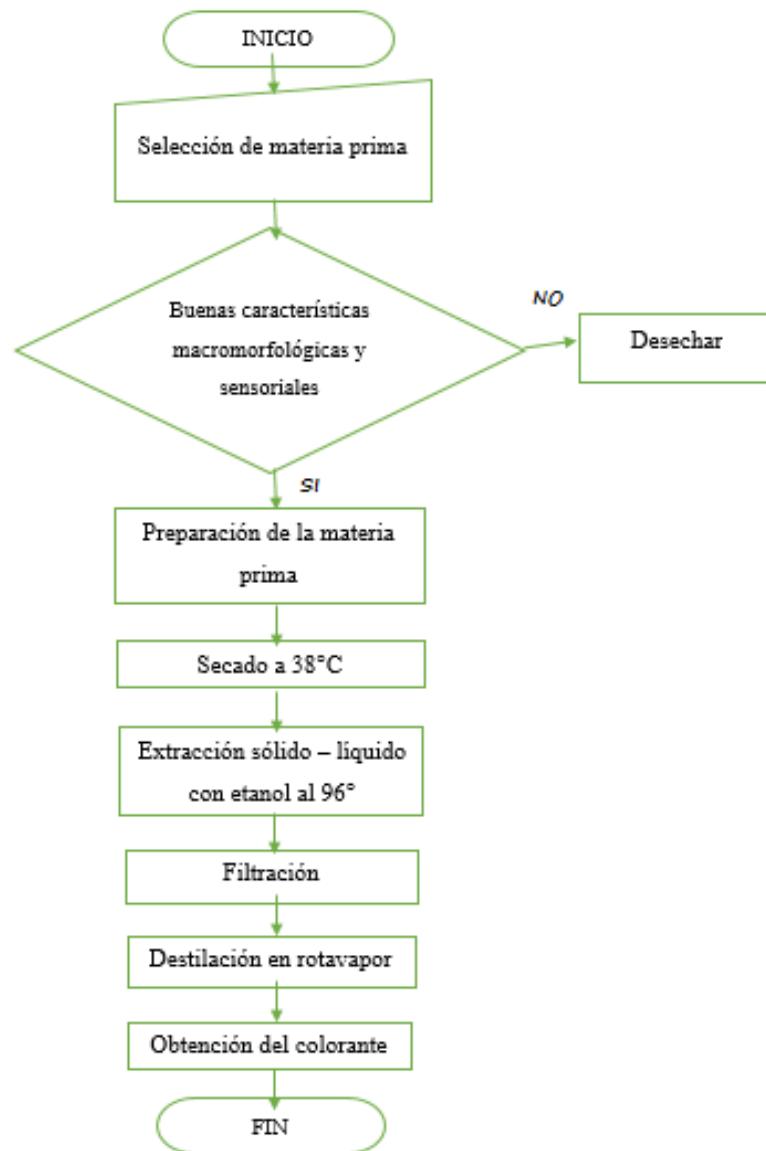 INICIO
Selección de materia prima
Buenas características
macromorfológicas y
sensoriales
NO
Desechar
SI
Preparación de la materia
prima
Secado a 38°C
Extracción sólido – líquido
con etanol al 96°
Filtración
Destilación en rotavapor
Obtención del colorante
FIN